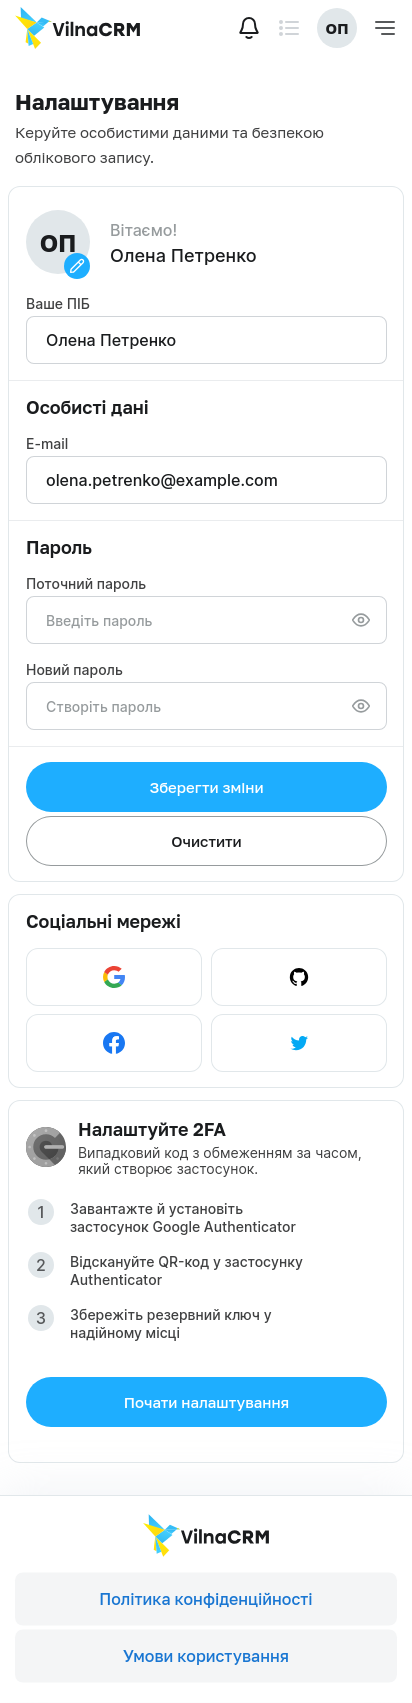 VilnaCRM
ОП
Налаштування
Керуйте особистими даними та безпекою
облікового запису.
ОП
Вітаємо!
Олена Петренко
Ваше ПІБ
Олена Петренко
Особисті дані
E-mail
olena.petrenko@example.com
Пароль
Поточний пароль
Введіть пароль
Новий пароль
Створіть пароль
Зберегти зміни
Очистити
Соціальні мережі
Налаштуйте 2FA
Випадковий код з обмеженням за часом,
який створює застосунок.
1
Завантажте й установіть
застосунок Google Authenticator
2
Відскануйте QR-код у застосунку
Authenticator
3
Збережіть резервний ключ у
надійному місці
Почати налаштування
VilnaCRM
Політика конфіденційності
Умови користування